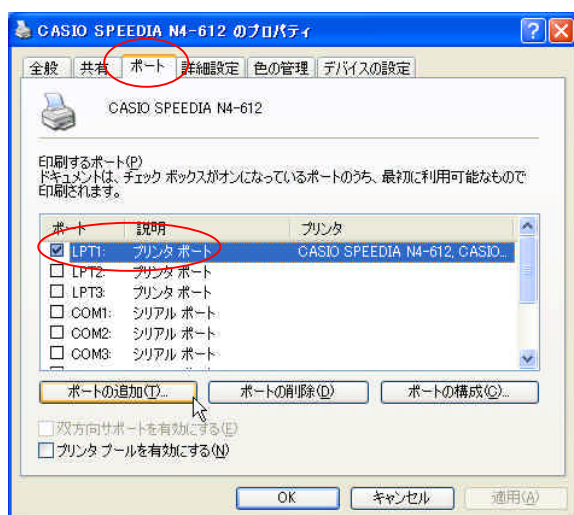 CASIO SPEEDIA N4-612 のプロパティ
全般 共有 ポート 詳細設定 色の管理 デバイスの設定
CASIO SPEEDIA N4-612
印刷するポート(P)
ドキュメントは、チェック ボックスがオンになっているポートのうち、最初に利用可能なもので
印刷されます。
ポート 説明 プリンタ
LPT1: プリンタ ポート CASIO SPEEDIA N4-612, CASIO...
LPT2: プリンタ ポート
LPT3: プリンタ ポート
COM1: シリアル ポート
COM2: シリアル ポート
COM3: シリアル ポート
ポートの追加(T)... ポートの削除(D) ポートの構成(C)...
双方向サポートを有効にする(E)
プリンタ プールを有効にする(N)
OK キャンセル 適用(A)